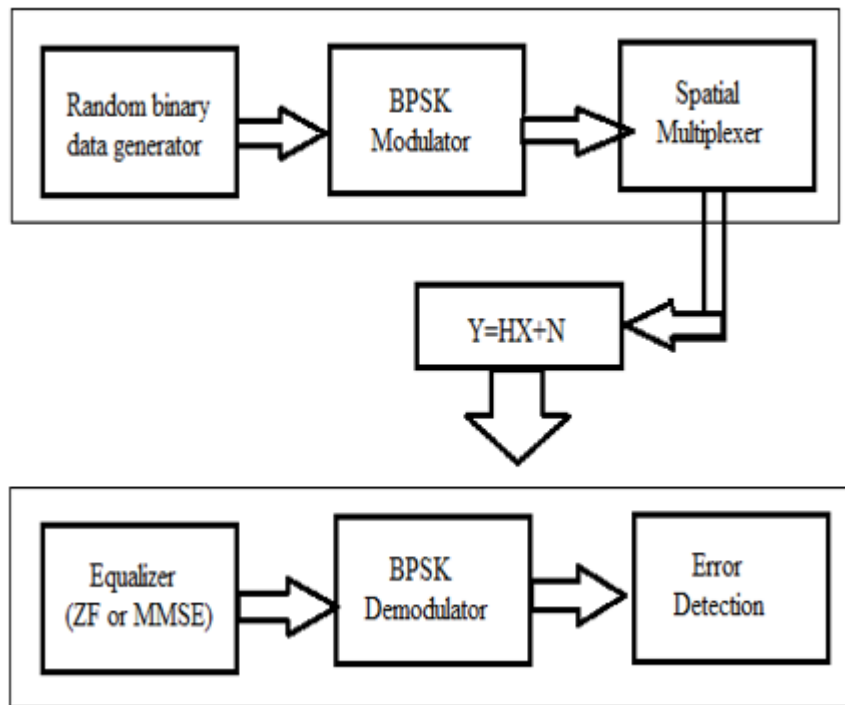 Random binary
data generator
BPSK
Modulator
Spatial
Multiplexer
Y=HX+N
Equalizer
(ZF or MMSE)
BPSK
Demodulator
Error
Detection